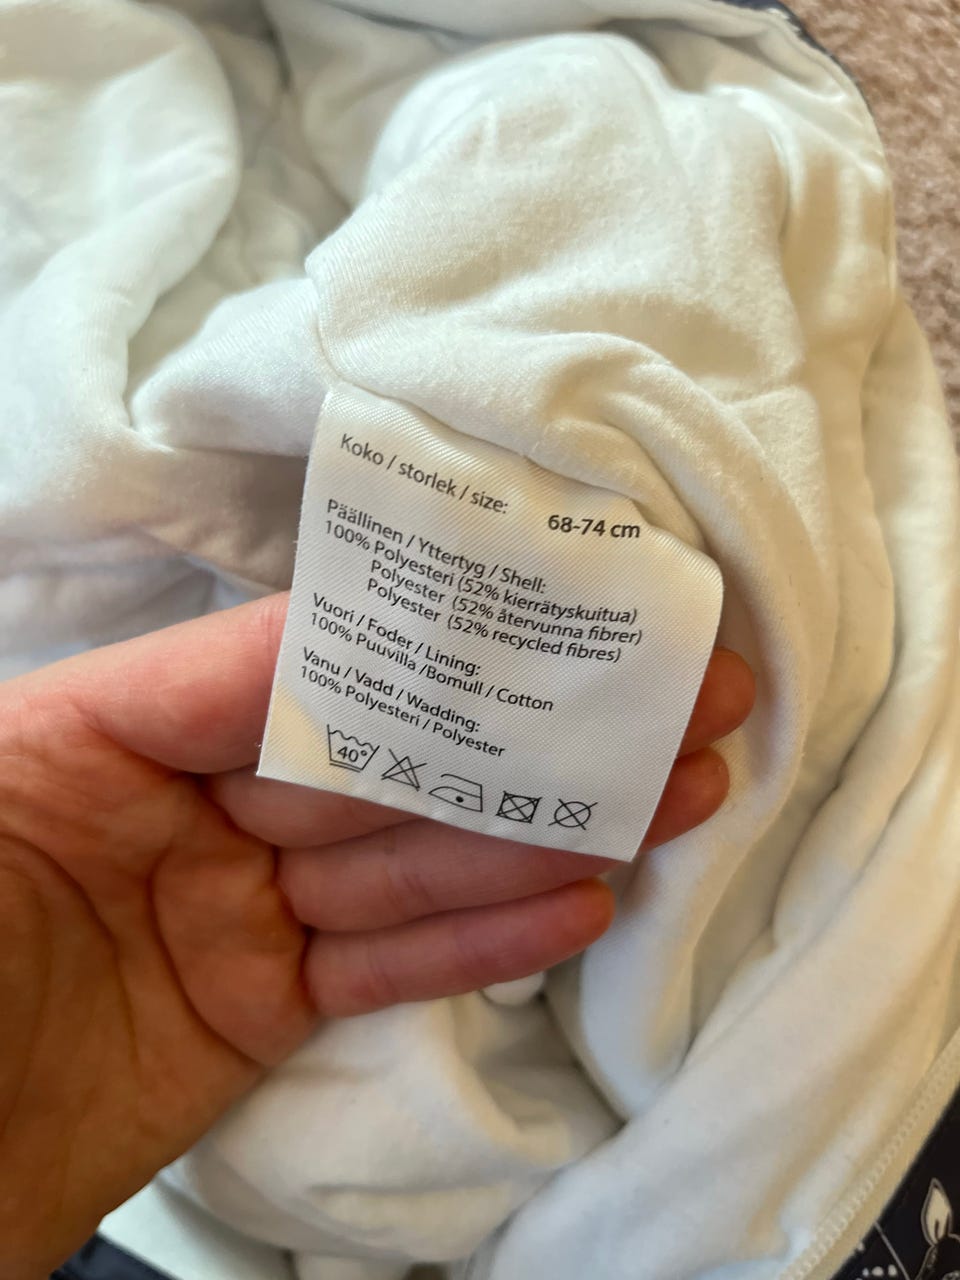 Koko / storlek / size: 68-74 cm
Päällinen / Yttertyg / Shell:
100% Polyesteri (52% kierrätyskuitua)
Polyester (52% återvunna fibrer)
Polyester (52% recycled fibres)
Vuori / Foder / Lining:
100% Puuvilla /Bomull / Cotton
Vanu / Vadd / Wadding:
100% Polyesteri / Polyester
40°